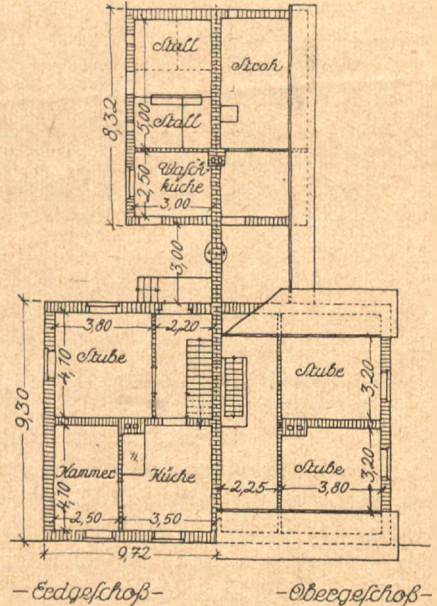 Stall
Stroh
8,32
5,00
Stall
2,50
Wasch-
küche
3,00
3,00
3,80
2,20
4,10
Stube
Stube
3,20
9,30
Kammer
Küche
4,10
2,50
3,50
Stube
3,20
2,25
3,80
9,72
-Erdgeschoß-
-Obergeschoß-